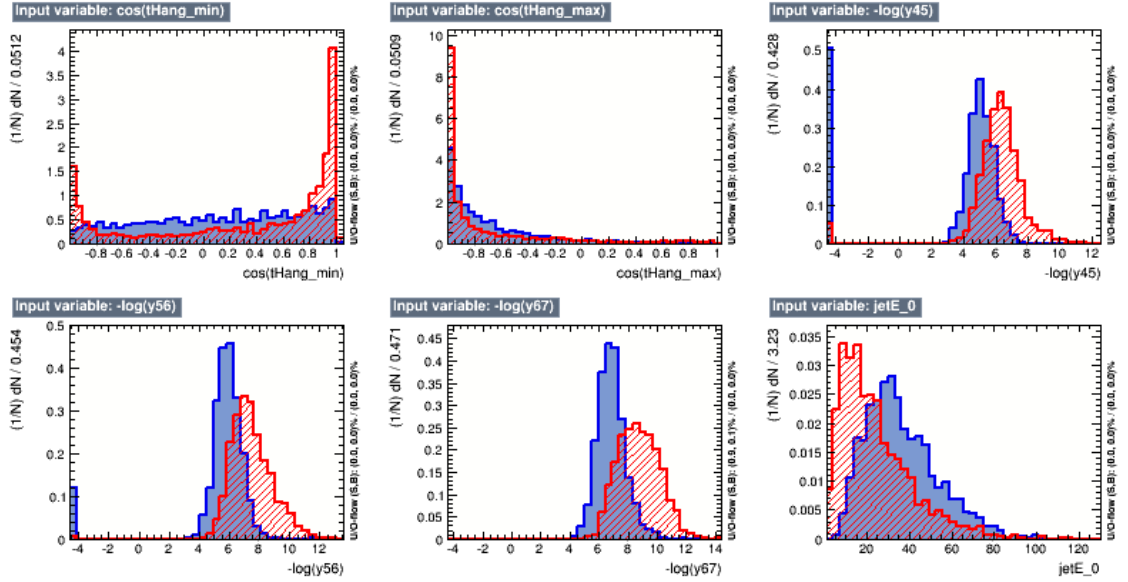 Input variable: cos(tHang_min)
(1/N) dN / 0.0512
4
3.5
3
2.5
2
1.5
1
0.5
0
-0.8 -0.6 -0.4 -0.2 0 0.2 0.4 0.6 0.8 1
cos(tHang_min)
U/O-flow (S,B): (0.0, 0.0)% / (0.0, 0.0)%
Input variable: cos(tHang_max)
(1/N) dN / 0.0509
10
8
6
4
2
0
-0.8 -0.6 -0.4 -0.2 0 0.2 0.4 0.6 0.8 1
cos(tHang_max)
U/O-flow (S,B): (0.0, 0.0)% / (0.0, 0.0)%
Input variable: -log(y45)
(1/N) dN / 0.428
0.5
0.4
0.3
0.2
0.1
0
-4 -2 0 2 4 6 8 10 12
-log(y45)
U/O-flow (S,B): (0.0, 0.0)% / (0.0, 0.0)%
Input variable: -log(y56)
(1/N) dN / 0.454
0.5
0.4
0.3
0.2
0.1
0
-4 -2 0 2 4 6 8 10 12
-log(y56)
U/O-flow (S,B): (0.0, 0.0)% / (0.0, 0.0)%
Input variable: -log(y67)
(1/N) dN / 0.471
0.45
0.4
0.35
0.3
0.25
0.2
0.15
0.1
0.05
0
-4 -2 0 2 4 6 8 10 12 14
-log(y67)
U/O-flow (S,B): (0.0, 0.1)% / (0.0, 0.0)%
Input variable: jetE_0
(1/N) dN / 3.23
0.035
0.03
0.025
0.02
0.015
0.01
0.005
0
20 40 60 80 100 120
jetE_0
U/O-flow (S,B): (0.0, 0.0)% / (0.0, 0.0)%